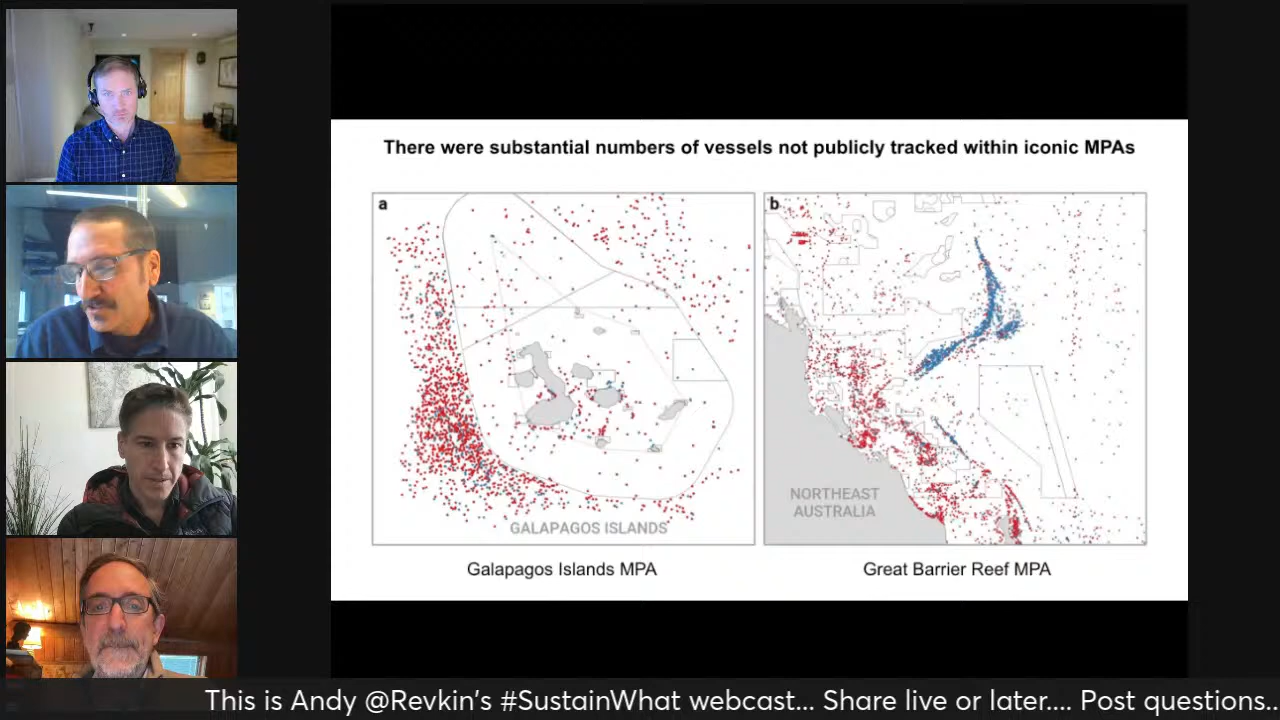 There were substantial numbers of vessels not publicly tracked within iconic MPAs
a
b
GALAPAGOS ISLANDS
NORTHEAST
AUSTRALIA
Galapagos Islands MPA
Great Barrier Reef MPA
This is Andy @Revkin's #SustainWhat webcast... Share live or later.... Post questions..